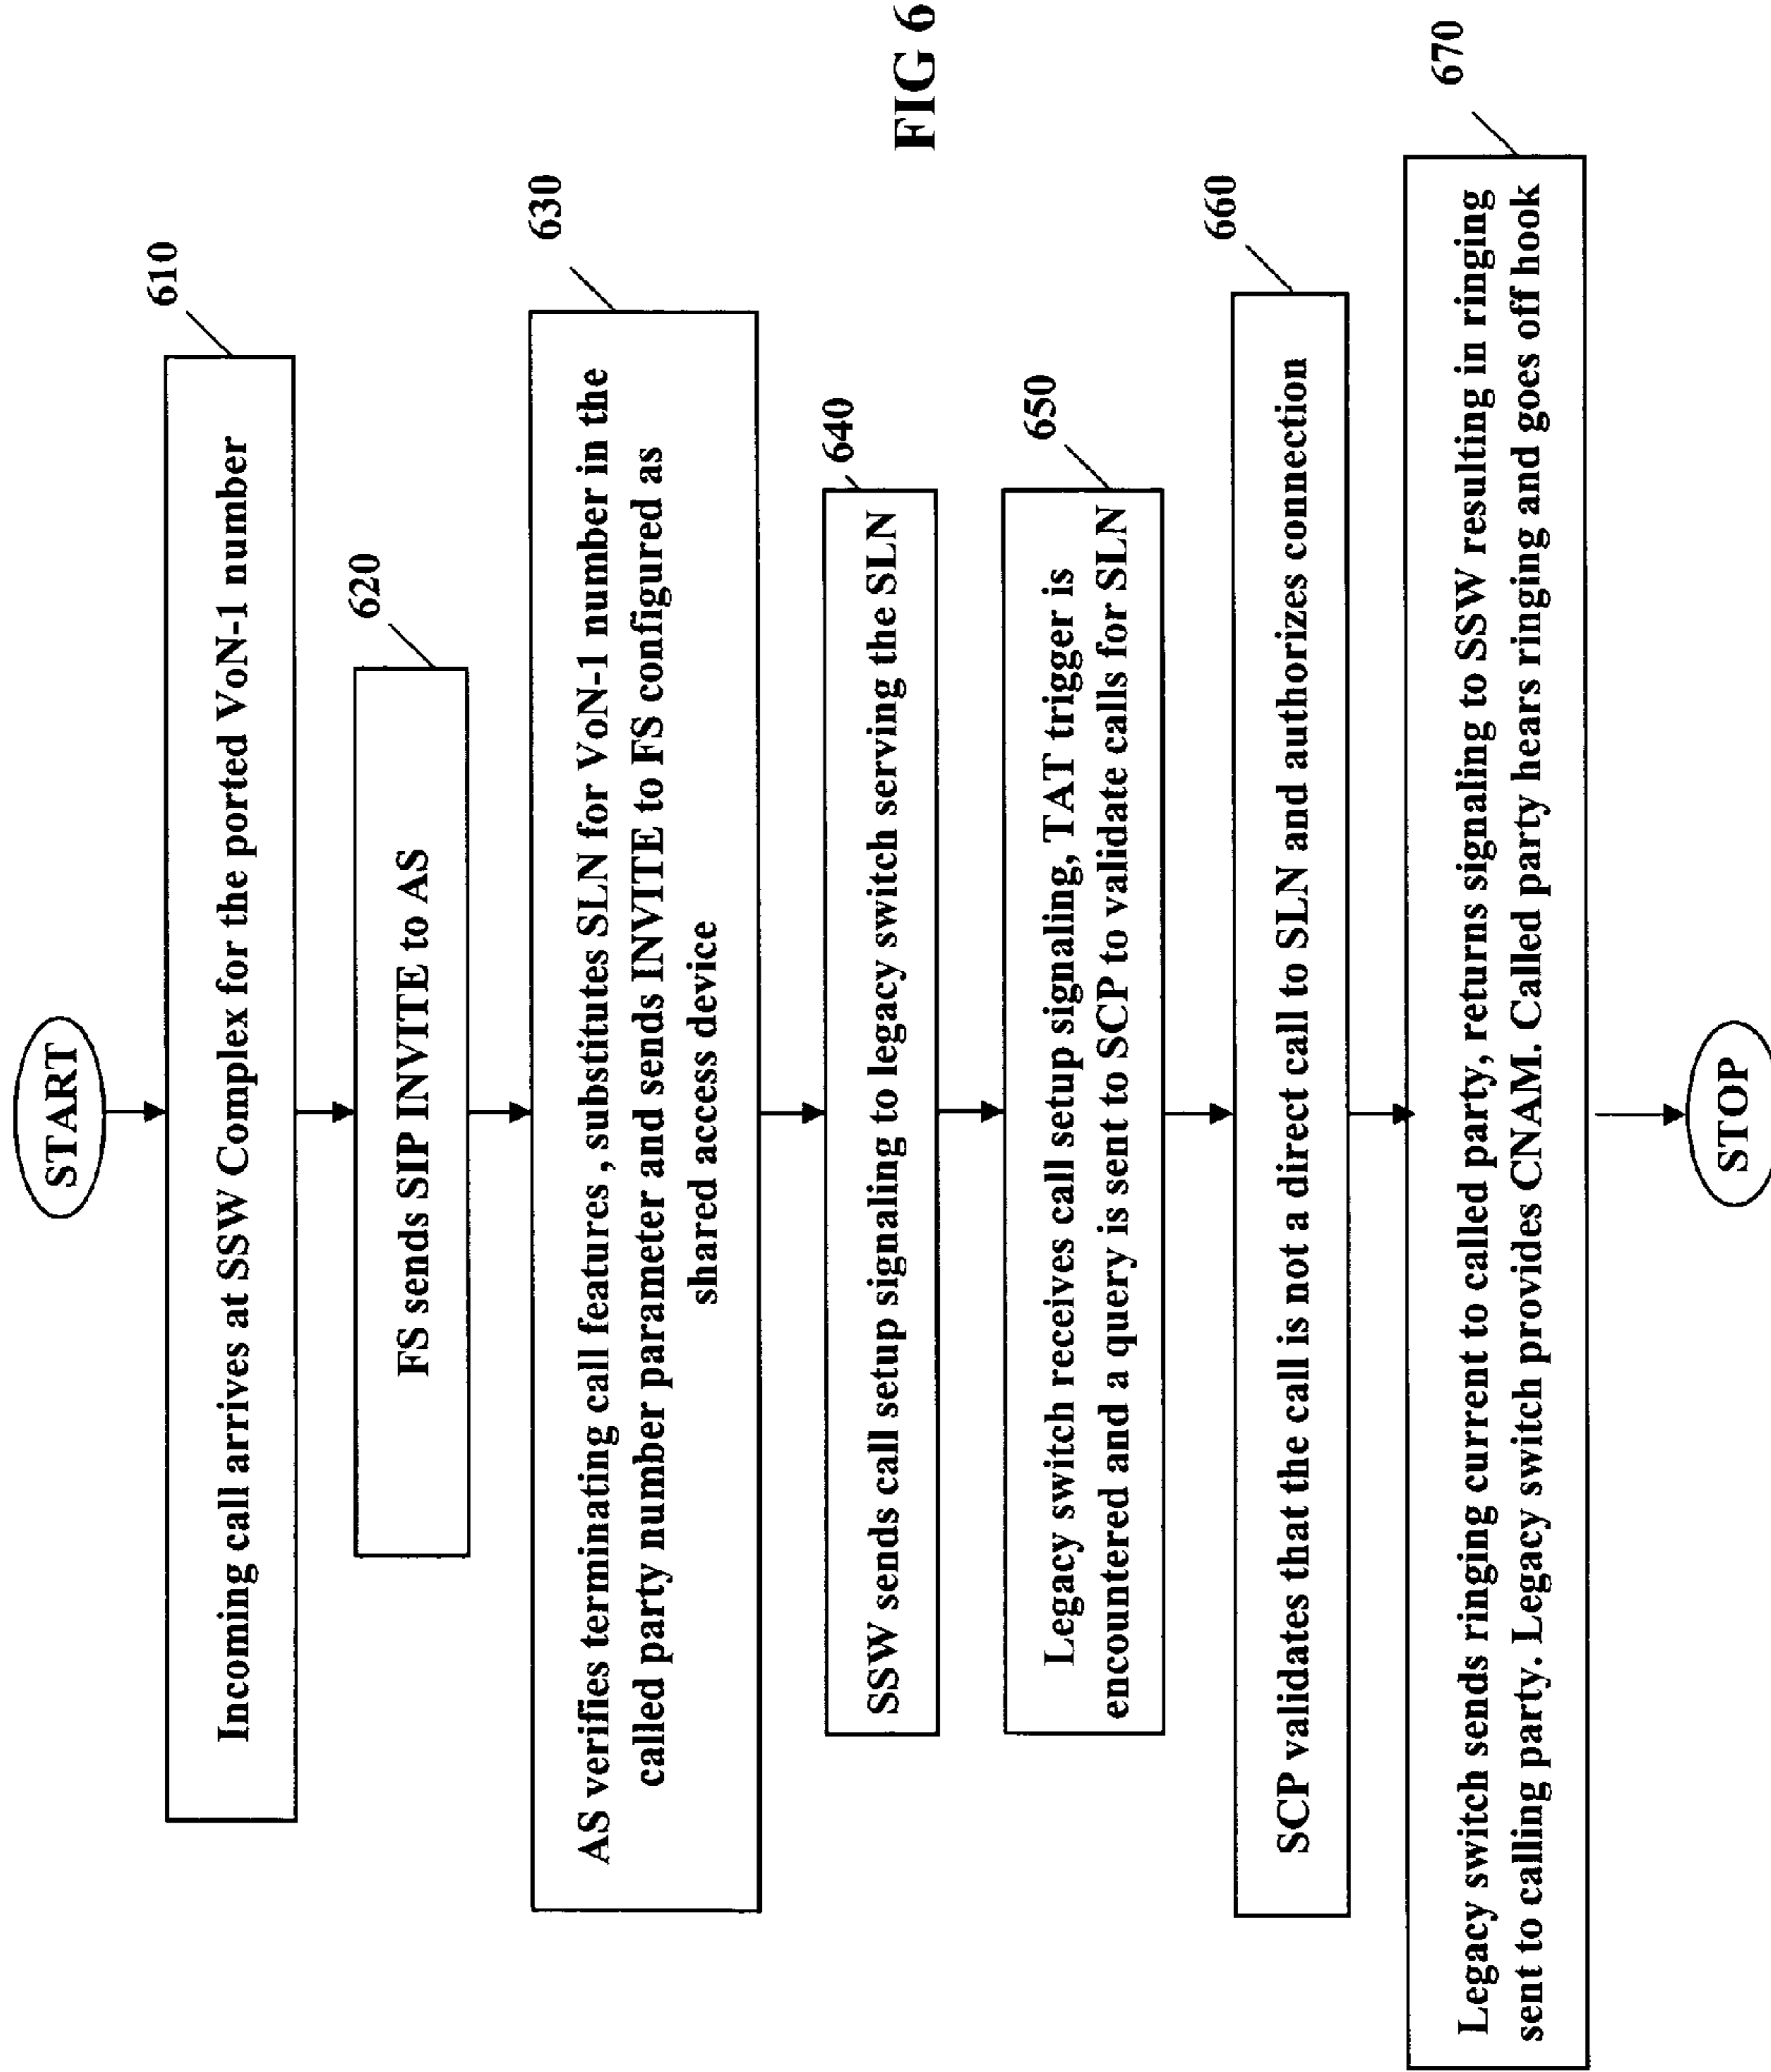 START
610
Incoming call arrives at SSW Complex for the ported VoN-1 number
620
FS sends SIP INVITE to AS
630
AS verifies terminating call features , substitutes SLN for VoN-1 number in the
called party number parameter and sends INVITE to FS configured as
shared access device
640
SSW sends call setup signaling to legacy switch serving the SLN
650
Legacy switch receives call setup signaling, TAT trigger is
encountered and a query is sent to SCP to validate calls for SLN
660
SCP validates that the call is not a direct call to SLN and authorizes connection
670
Legacy switch sends ringing current to called party, returns signaling to SSW resulting in ringing
sent to calling party. Legacy switch provides CNAM. Called party hears ringing and goes off hook
STOP
FIG 6